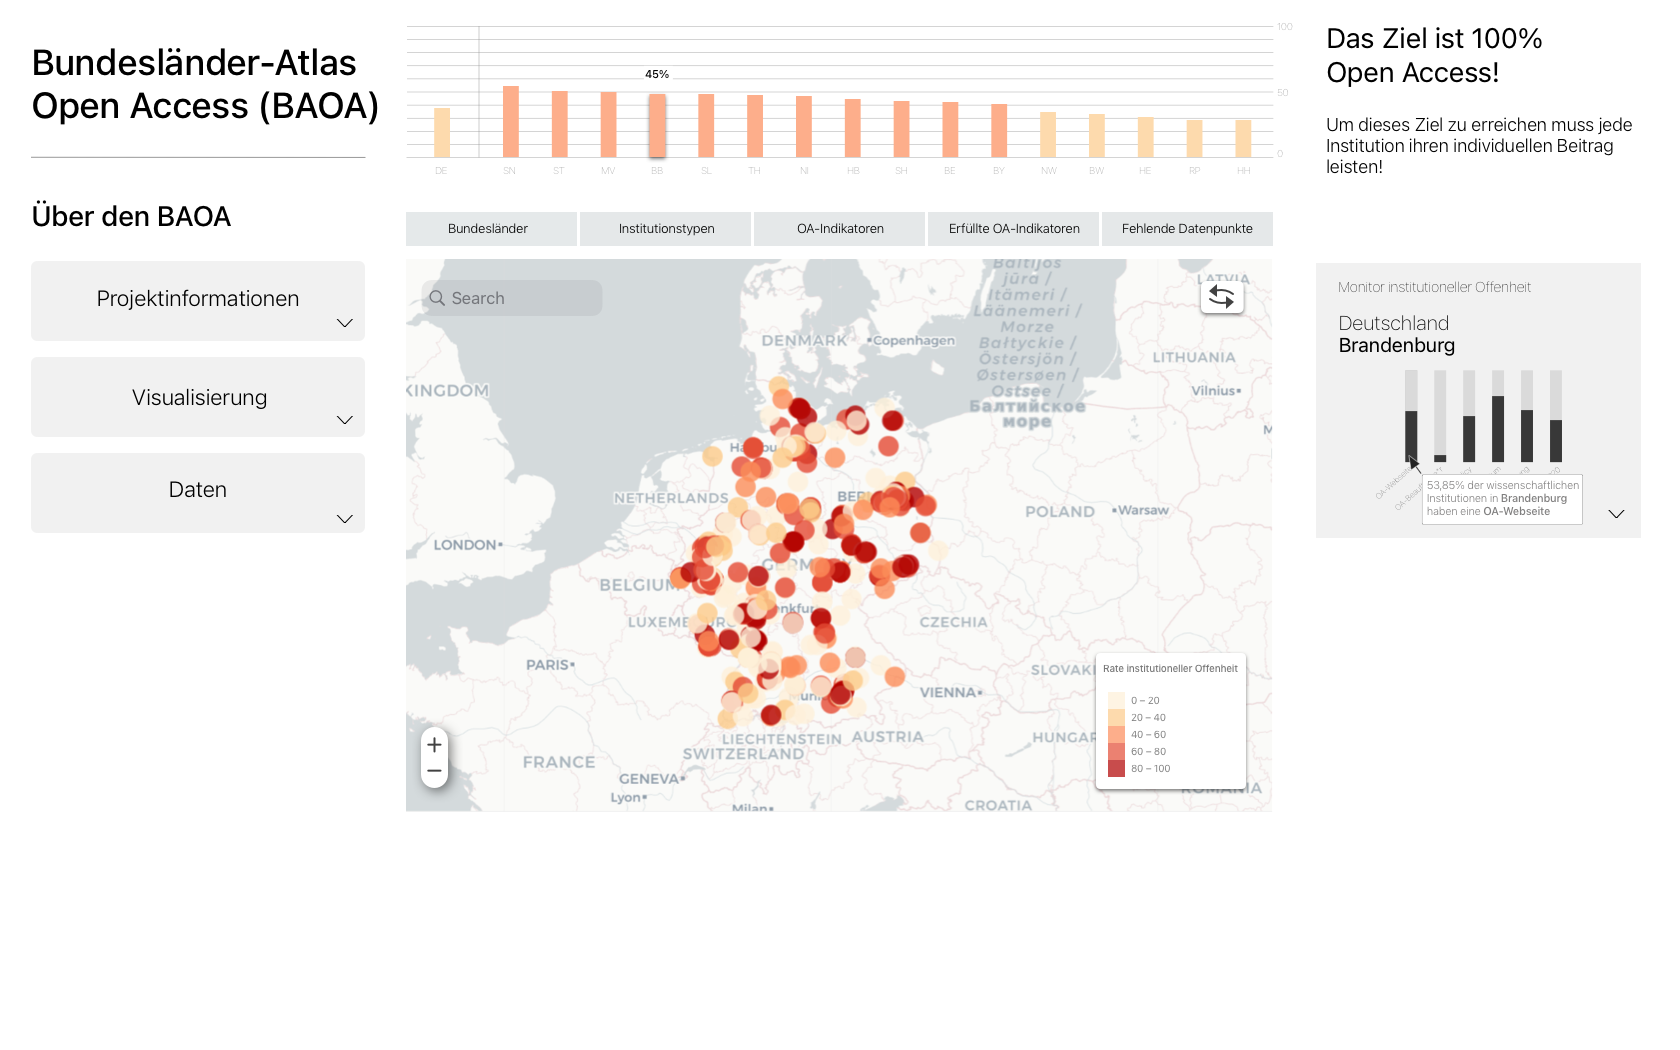 Bundesländer-Atlas
Open Access (BAOA)
Über den BAOA
Projektinformationen
Visualisierung
Daten
100
50
0
45%
DE SN ST MV BB SL TH NI HB SH BE BY NW BW HE RP HH
Bundesländer
Institutionstypen
OA-Indikatoren
Erfüllte OA-Indikatoren
Fehlende Datenpunkte
Search
Baltijos
jūra /
Itämeri /
Läänemeri /
Morze
Bałtyckie /
Östersjön /
Østersøen /
Ostsee /
Балтийское
море
LATVIA
DENMARK
Copenhagen
LITHUANIA
KINGDOM
Vilnius
NETHERLANDS
POLAND
Warsaw
LONDON
BELGIUM
CZECHIA
PARIS
VIENNA
LIECHTENSTEIN
AUSTRIA
SWITZERLAND
FRANCE
GENEVA
Lyon
Milan
CROATIA
ROMANIA
Rate institutioneller Offenheit
0 – 20
20 – 40
40 – 60
60 – 80
80 – 100
Das Ziel ist 100%
Open Access!
Um dieses Ziel zu erreichen muss jede
Institution ihren individuellen Beitrag
leisten!
Monitor institutioneller Offenheit
Deutschland
Brandenburg
53,85% der wissenschaftlichen
Institutionen in Brandenburg
haben eine OA-Webseite